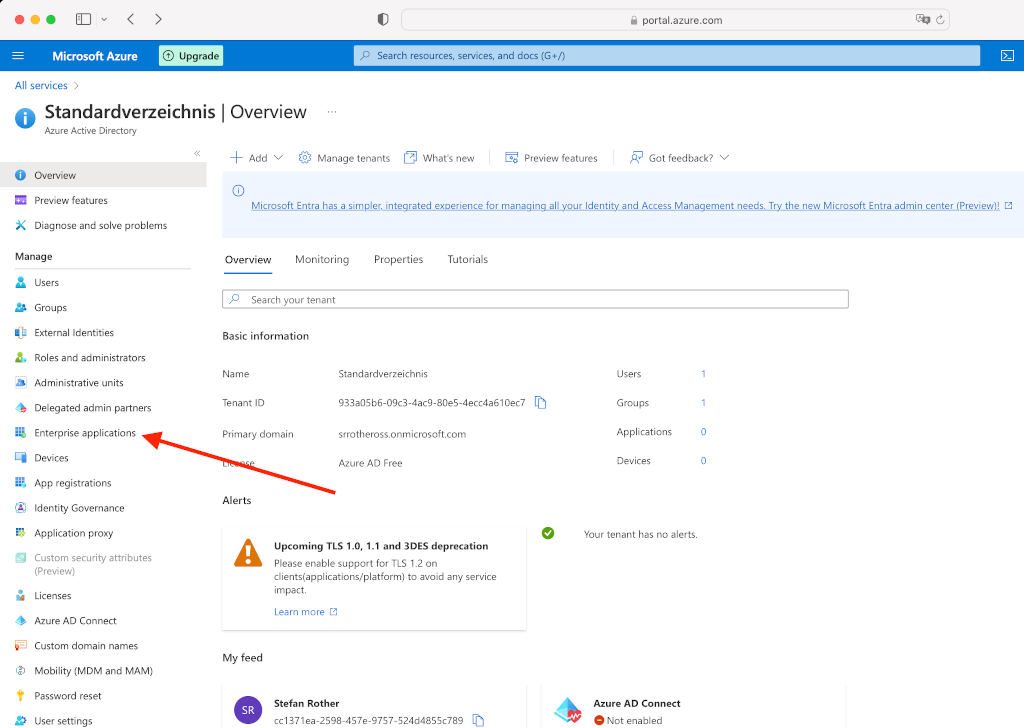 portal.azure.com
Microsoft Azure
Upgrade
Search resources, services, and docs (G+/)
All services
Standardverzeichnis | Overview ...
Azure Active Directory
Overview
Preview features
Diagnose and solve problems
Manage
Users
Groups
External Identities
Roles and administrators
Administrative units
Delegated admin partners
Enterprise applications
Devices
App registrations
Identity Governance
Application proxy
Custom security attributes
(Preview)
Licenses
Azure AD Connect
Custom domain names
Mobility (MDM and MAM)
Password reset
User settings
Add
Manage tenants
What's new
Preview features
Got feedback?
Microsoft Entra has a simpler, integrated experience for managing all your Identity and Access Management needs. Try the new Microsoft Entra admin center (Preview)!
Overview
Monitoring
Properties
Tutorials
Search your tenant
Basic information
Name Standardverzeichnis Users 1
Tenant ID 933a05b6-09c3-4ac9-80e5-4ecc4a610ec7 Groups 1
Primary domain srrotheross.onmicrosoft.com Applications 0
License Azure AD Free Devices 0
Alerts
Upcoming TLS 1.0, 1.1 and 3DES deprecation
Please enable support for TLS 1.2 on
clients(applications/platform) to avoid any service
impact.
Learn more
Your tenant has no alerts.
My feed
SR
Stefan Rother
cc1371ea-2598-457e-9757-524d4855c789
Azure AD Connect
Not enabled